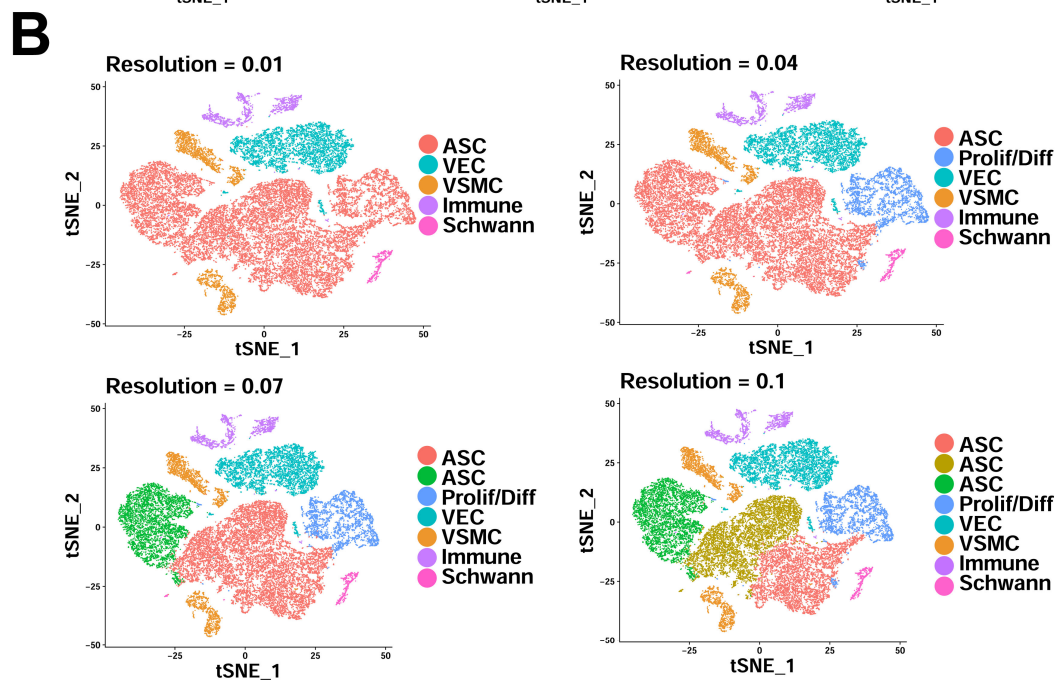 tSNE_1 tSNE_1 tSNE_1
B
Resolution = 0.01
50
25
0
−25
−50
tSNE_2
−25 0 25 50
tSNE_1
ASC
VEC
VSMC
Immune
Schwann
Resolution = 0.04
50
25
0
−25
−50
tSNE_2
−25 0 25 50
tSNE_1
ASC
Prolif/Diff
VEC
VSMC
Immune
Schwann
Resolution = 0.07
50
25
0
−25
−50
tSNE_2
−25 0 25 50
tSNE_1
ASC
ASC
Prolif/Diff
VEC
VSMC
Immune
Schwann
Resolution = 0.1
50
25
0
−25
−50
tSNE_2
−25 0 25 50
tSNE_1
ASC
ASC
ASC
Prolif/Diff
VEC
VSMC
Immune
Schwann